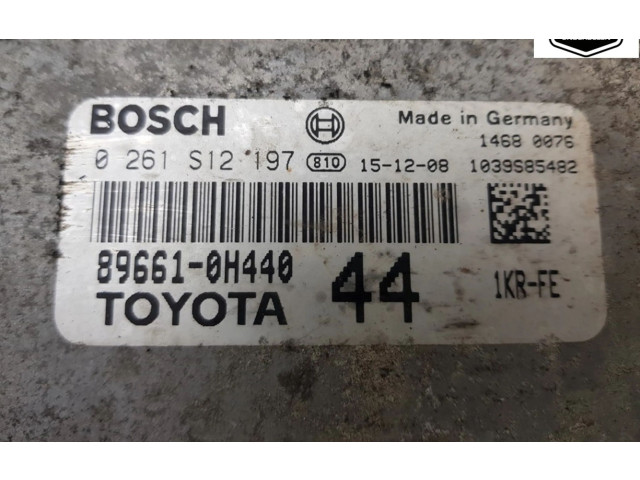 BOSCH Made in Germany
1468 0076
0 261 S12 197 810 15-12-08 1039S85482
89661-0H440 44 1KR-FE
TOYOTA